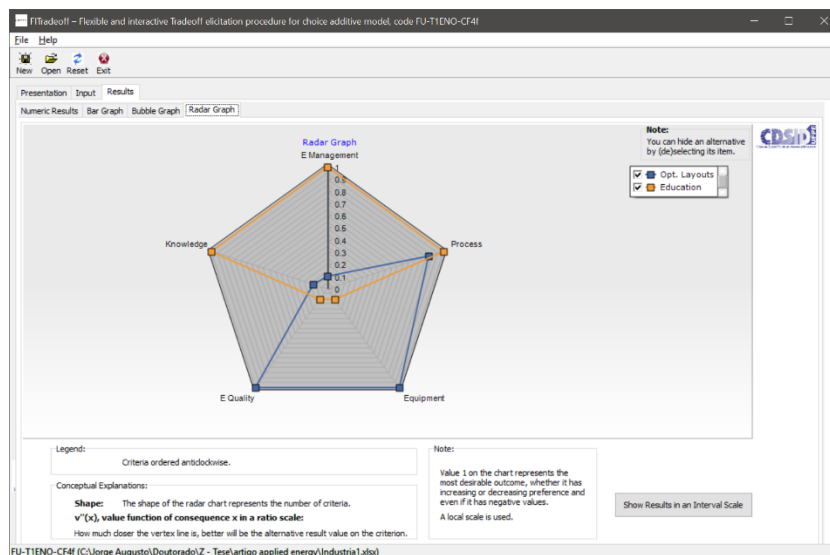 FITradeoff – Flexible and interactive Tradeoff elicitation procedure for choice additive model, code FU-T1ENO-CF4f
File Help
New Open Reset Exit
Presentation Input Results
Numeric Results Bar Graph Bubble Graph Radar Graph
Note:
You can hide an alternative
by (de)selecting its item.
CDSID
Radar Graph
E Management
Opt. Layouts
Education
1
0.9
0.8
0.7
0.6
0.5
0.4
0.3
0.2
0.1
0
Knowledge
Process
E Quality
Equipment
Legend:
Criteria ordered antidockwise.
Conceptual Explanations:
Shape: The shape of the radar chart represents the number of criteria.
v"(x), value function of consequence x in a ratio scale:
How much doser the vertex line is, better will be the alternative result value on the criterion.
Note:
Value 1 on the chart represents the
most desirable outcome, whether it has
increasing or decreasing preference and
even if it has negative values.
A local scale is used.
Show Results in an Interval Scale
FU-T1ENO-CF4f (C:\Jorge Augusto\Doutorado\Z - Tese\artigo applied energy\Industria1.xlsx)